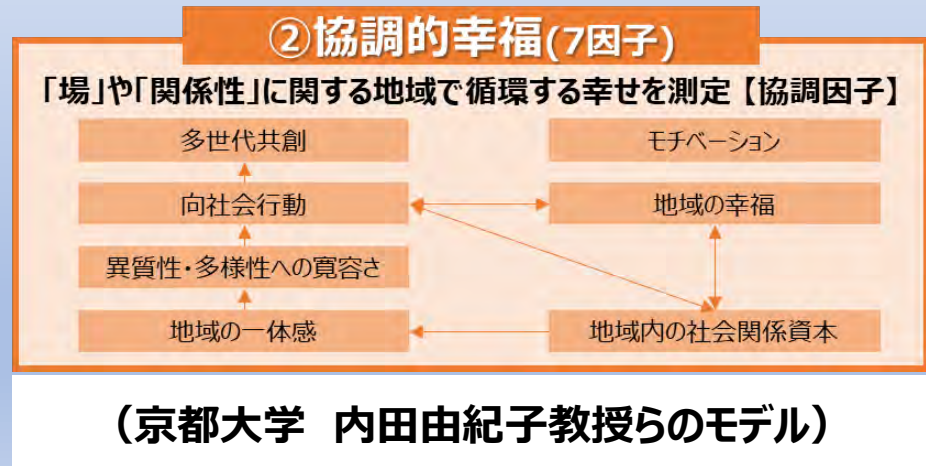 ②協調的幸福(7因子)
「場」や「関係性」に関する地域で循環する幸せを測定【協調因子】
多世代共創
モチベーション
向社会行動
地域の幸福
異質性・多様性への寛容さ
地域の一体感
地域内の社会関係資本
（京都大学　内田由紀子教授らのモデル）